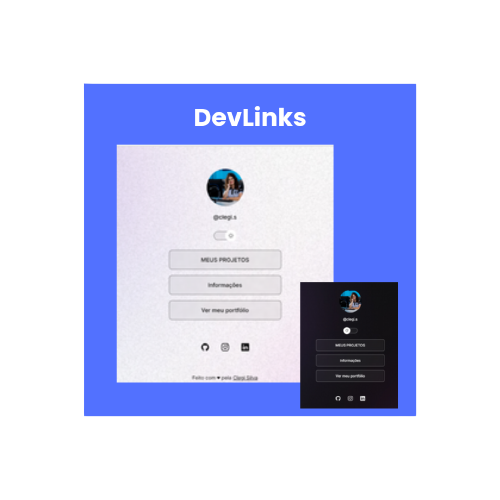 DevLinks
@clegi.s
MEUS PROJETOS
Informações
Ver meu portfólio
Feito com ♥ pela Clegi Silva
@clegi.s
MEUS PROJETOS
Informações
Ver meu portfólio